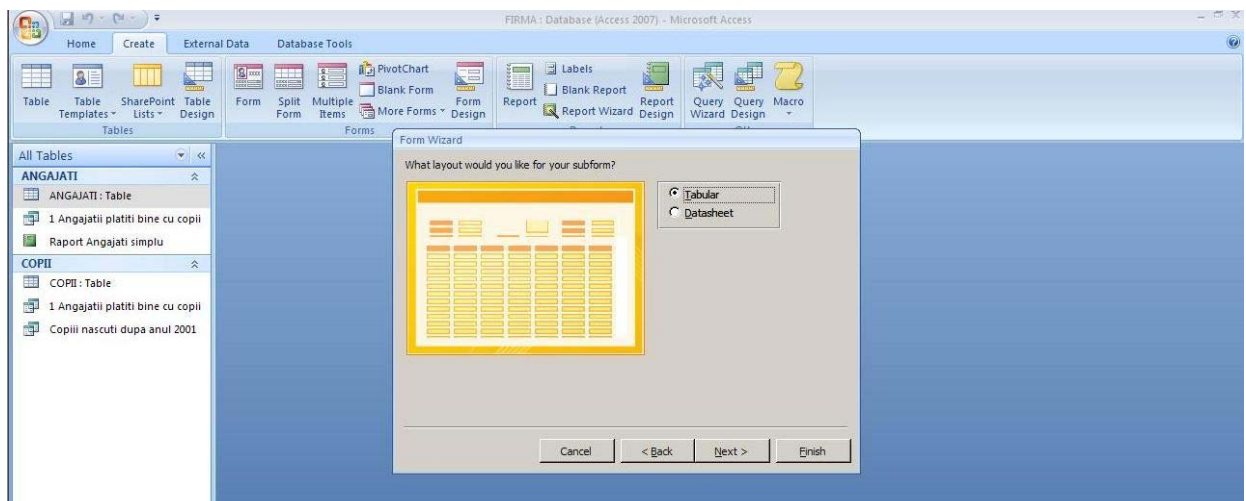 FIRMA : Database (Access 2007) - Microsoft Access
Home Create External Data Database Tools
Table
Table Templates
SharePoint Lists
Table Design
Tables
Form
Split Form
Multiple Items
PivotChart
Blank Form
More Forms
Form Design
Forms
Report
Labels
Blank Report
Report Wizard
Report Design
Query Wizard
Query Design
Macro
All Tables
ANGAJATI
ANGAJATI : Table
1 Angajatii platiti bine cu copii
Raport Angajati simplu
COPII
COPII : Table
1 Angajatii platiti bine cu copii
Copiii nascuti dupa anul 2001
Form Wizard
What layout would you like for your subform?
Tabular
Datasheet
Cancel < Back Next > Finish